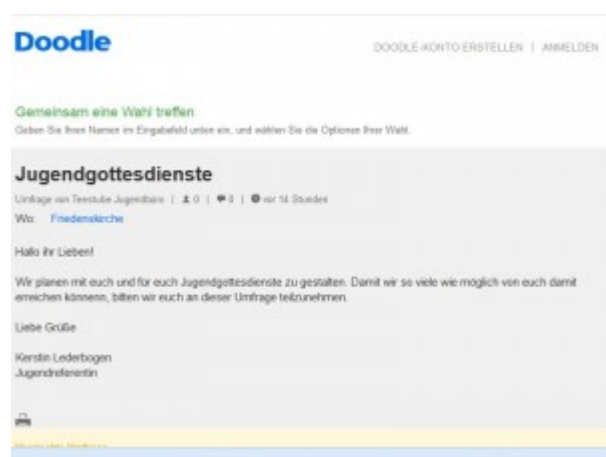 Doodle
DOODLE-KONTO ERSTELLEN | ANMELDEN
Gemeinsam eine Wahl treffen
Geben Sie Ihren Namen im Eingabefeld unten ein, und wählen Sie die Optionen Ihrer Wahl.
Jugendgottesdienste
Umfrage von Teestube Jugendbüro | 0 | 0 | vor 14 Stunden
Wo: Friedenskirche
Hallo ihr Lieben!
Wir planen mit euch und für euch Jugendgottesdienste zu gestalten. Damit wir so viele wie möglich von euch damit
erreichen könnenn, bitten wir euch an dieser Umfrage teilzunehmen.
Liebe Grüße
Kerstin Lederbogen
Jugendreferentin